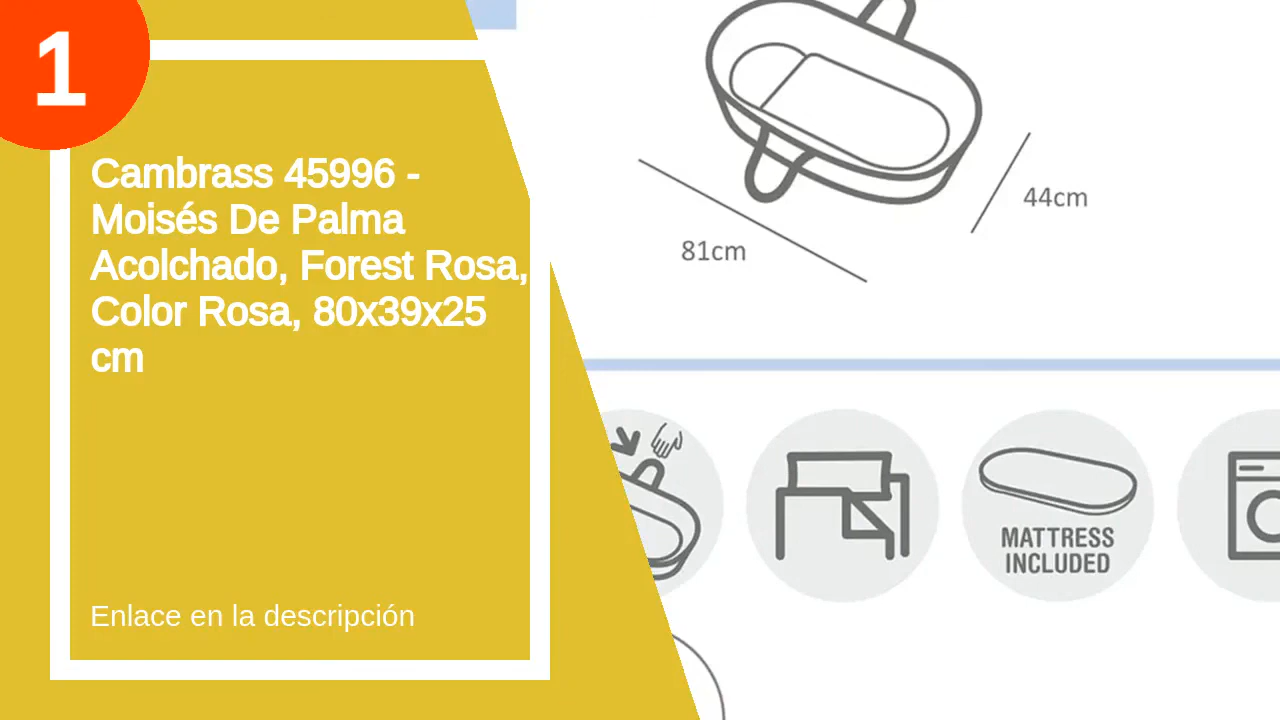 1
Cambrass 45996 -
Moisés De Palma
Acolchado, Forest Rosa,
Color Rosa, 80x39x25
cm
Enlace en la descripción
81cm
44cm
MATTRESS
INCLUDED